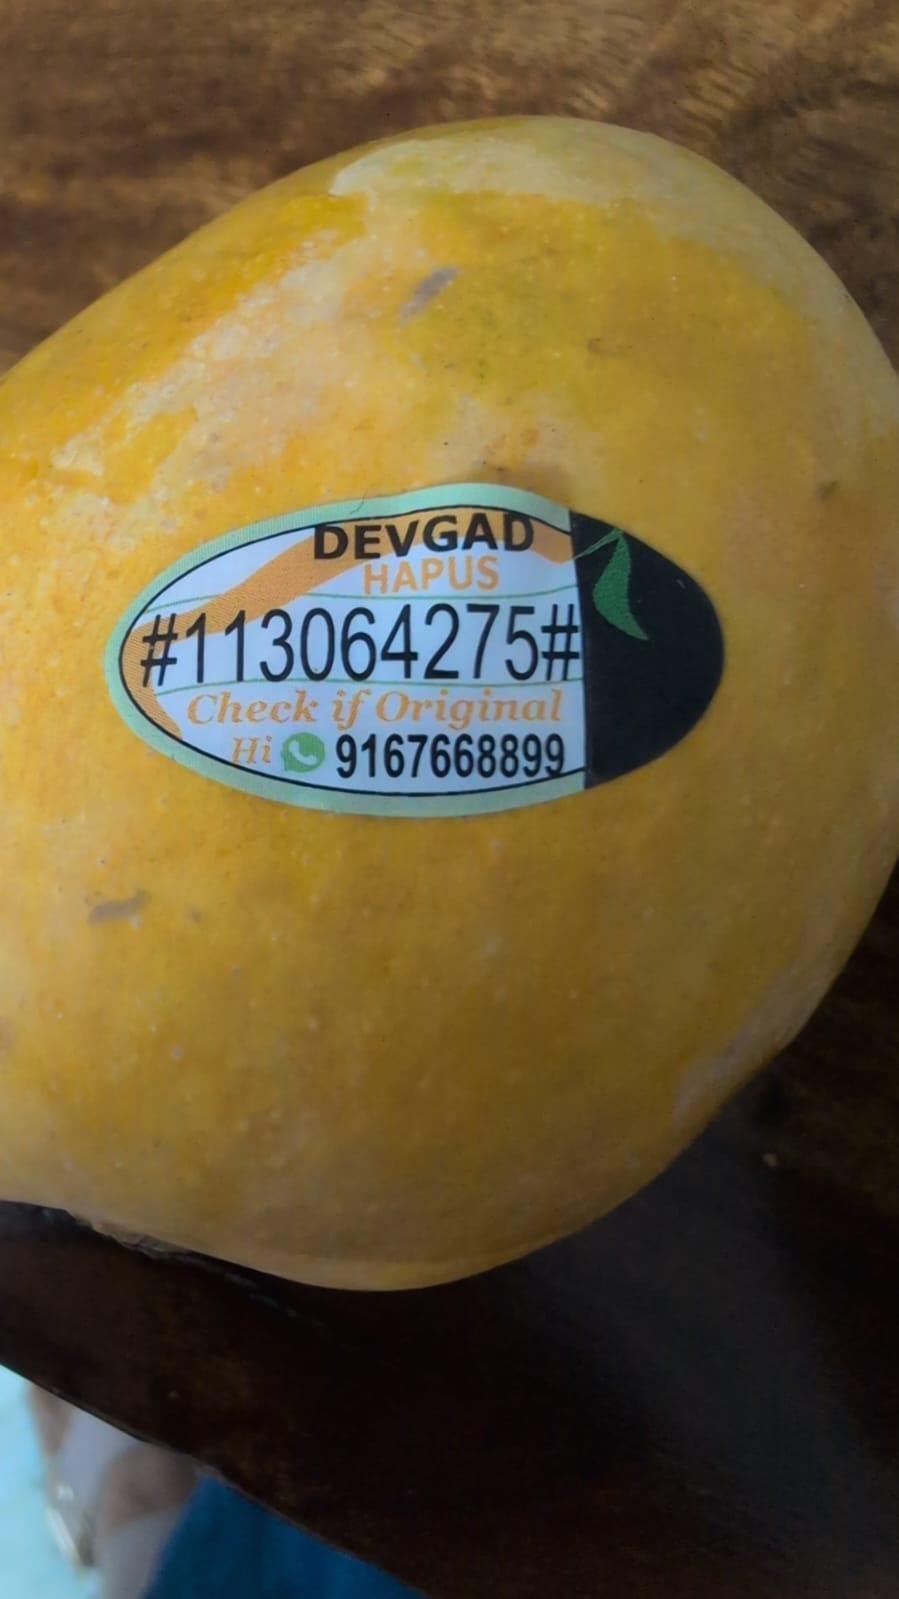 DEVGAD
HAPUS
#113064275#
Check if Original
Hi 9167668899